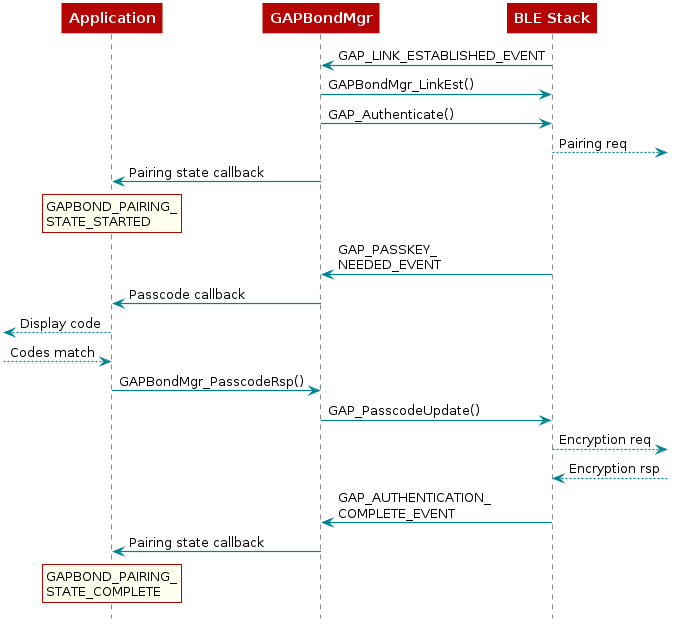 Application
GAPBondMgr
BLE Stack
GAP_LINK_ESTABLISHED_EVENT
GAPBondMgr_LinkEst()
GAP_Authenticate()
Pairing req
Pairing state callback
GAPBOND_PAIRING_
STATE_STARTED
GAP_PASSKEY_
NEEDED_EVENT
Passcode callback
Display code
Codes match
GAPBondMgr_PasscodeRsp()
GAP_PasscodeUpdate()
Encryption req
Encryption rsp
GAP_AUTHENTICATION_
COMPLETE_EVENT
Pairing state callback
GAPBOND_PAIRING_
STATE_COMPLETE